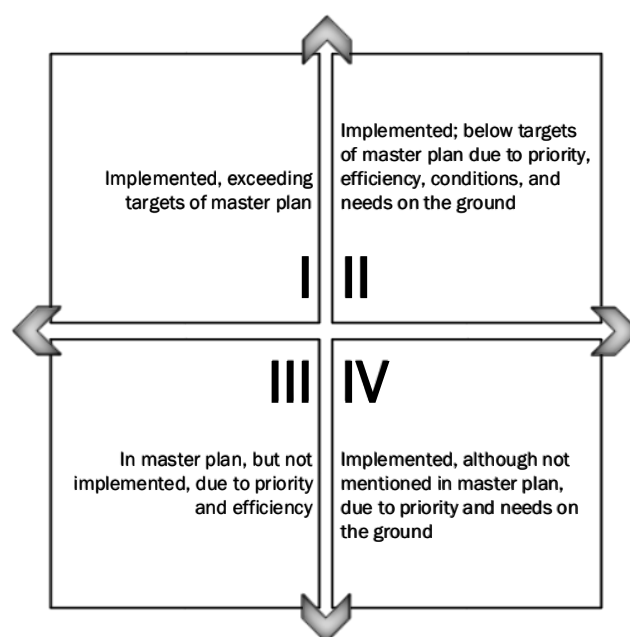 Implemented, exceeding
targets of master plan
I
Implemented; below targets
of master plan due to priority,
efficiency, conditions, and
needs on the ground
II
III
In master plan, but not
implemented, due to priority
and efficiency
IV
Implemented, although not
mentioned in master plan,
due to priority and needs on
the ground